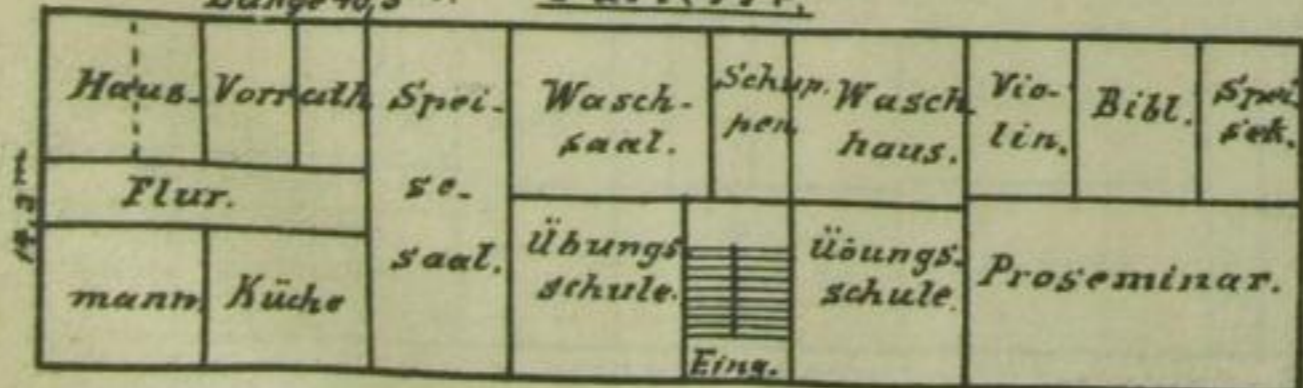 Haus-
mann.
Vorrath
Flur.
Küche
Spei-
se-
saal.
Wasch-
saal.
Schup-
pen.
Wasch
haus.
Vio-
lin.
Bibl.
Spei-
sek.
Übungs
schule.
Eing.
Übungs-
schule.
Proseminar.